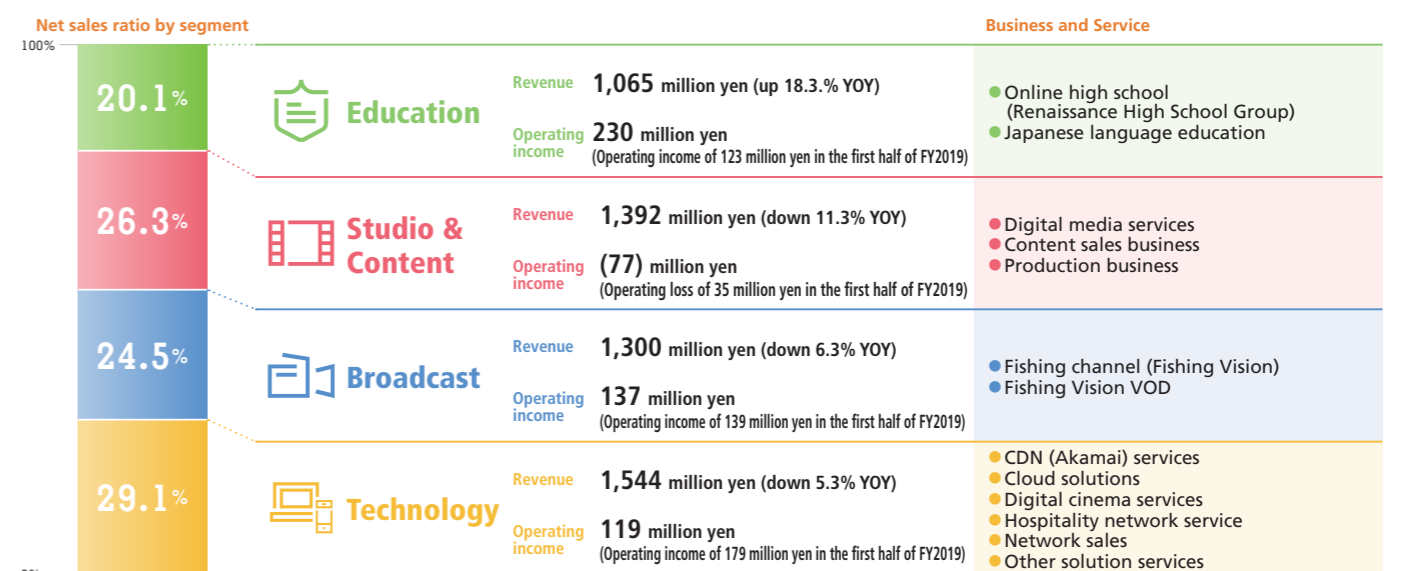 Net sales ratio by segment
Business and Service
100%
20.1%
Education
Revenue 1,065 million yen (up 18.3.% YOY)
Operating income 230 million yen
(Operating income of 123 million yen in the first half of FY2019)
● Online high school
(Renaissance High School Group)
● Japanese language education
26.3%
Studio &
Content
Revenue 1,392 million yen (down 11.3% YOY)
Operating income (77) million yen
(Operating loss of 35 million yen in the first half of FY2019)
● Digital media services
● Content sales business
● Production business
24.5%
Broadcast
Revenue 1,300 million yen (down 6.3% YOY)
Operating income 137 million yen
(Operating income of 139 million yen in the first half of FY2019)
● Fishing channel (Fishing Vision)
● Fishing Vision VOD
29.1%
Technology
Revenue 1,544 million yen (down 5.3% YOY)
Operating income 119 million yen
(Operating income of 179 million yen in the first half of FY2019)
● CDN (Akamai) services
● Cloud solutions
● Digital cinema services
● Hospitality network service
● Network sales
● Other solution services